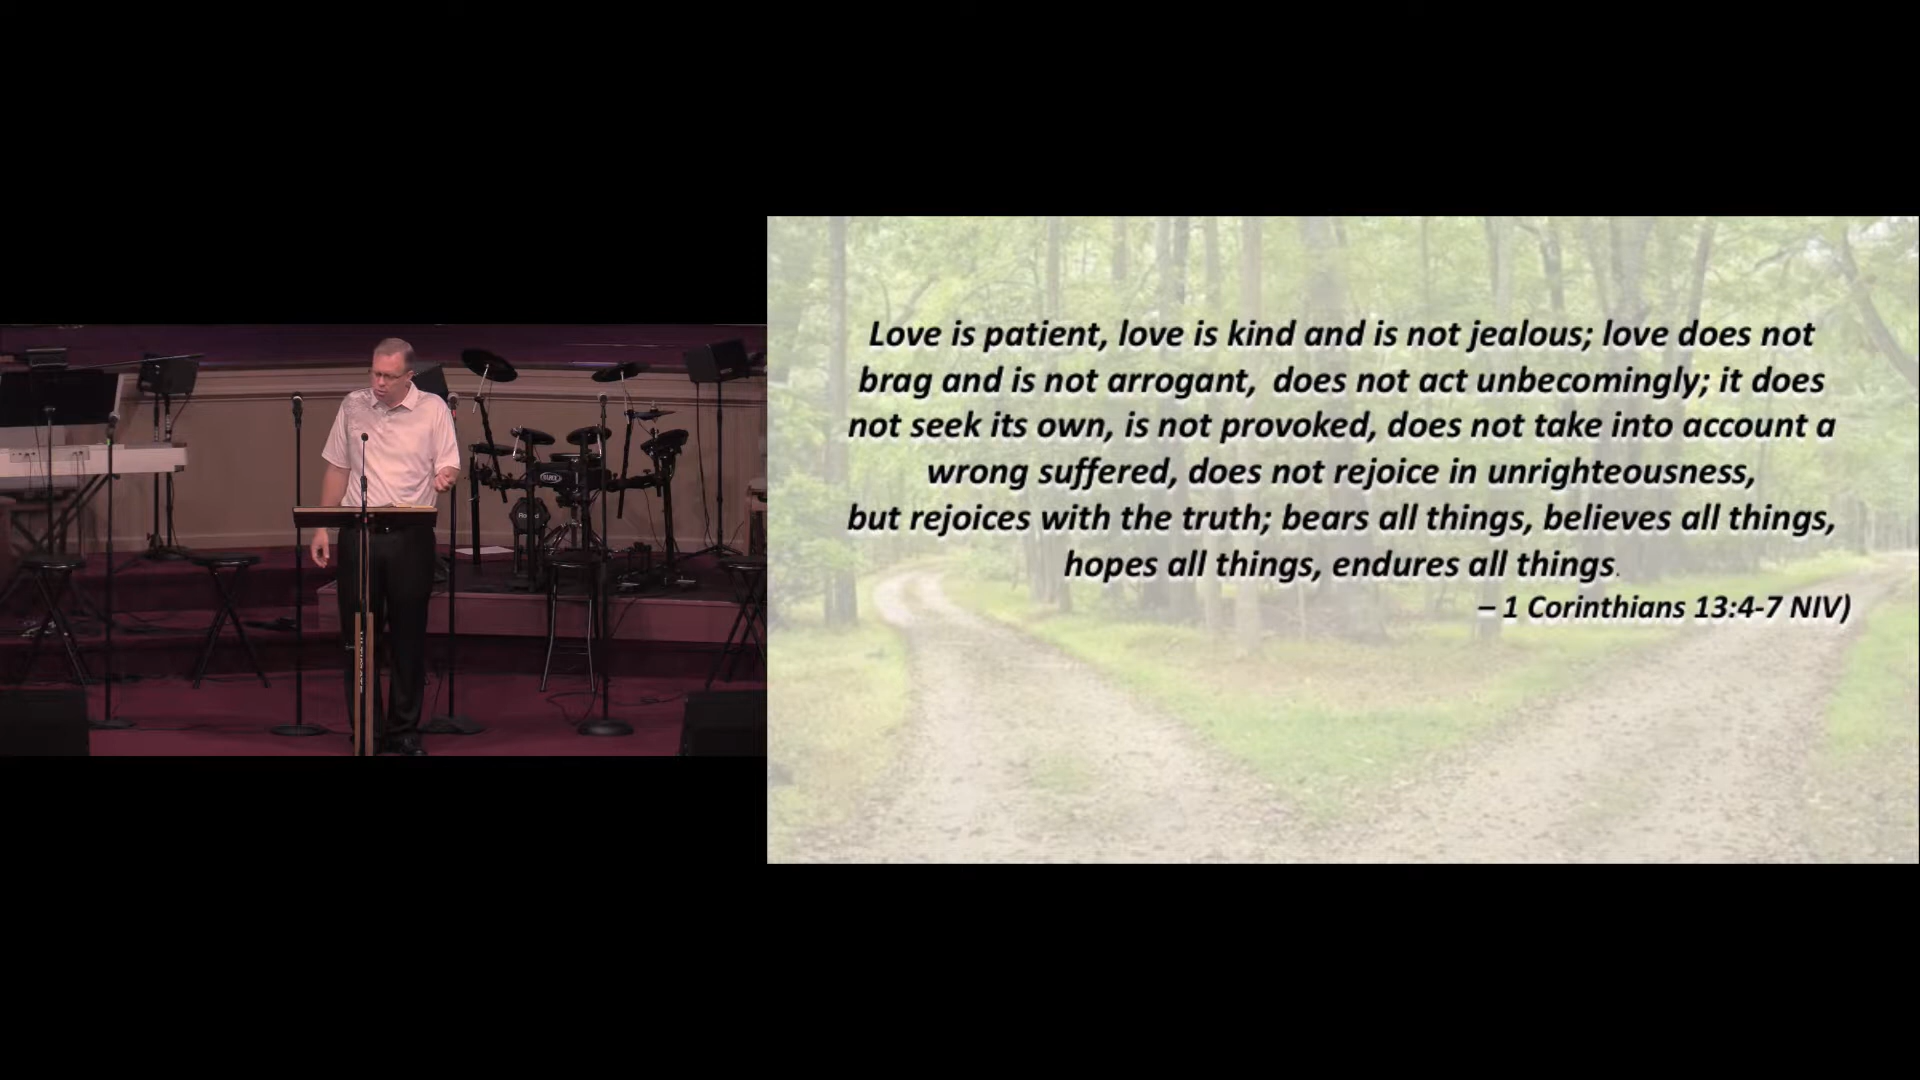 Love is patient, love is kind and is not jealous; love does not
brag and is not arrogant,  does not act unbecomingly; it does
not seek its own, is not provoked, does not take into account a
wrong suffered, does not rejoice in unrighteousness,
but rejoices with the truth; bears all things, believes all things,
hopes all things, endures all things.
– 1 Corinthians 13:4-7 NIV)